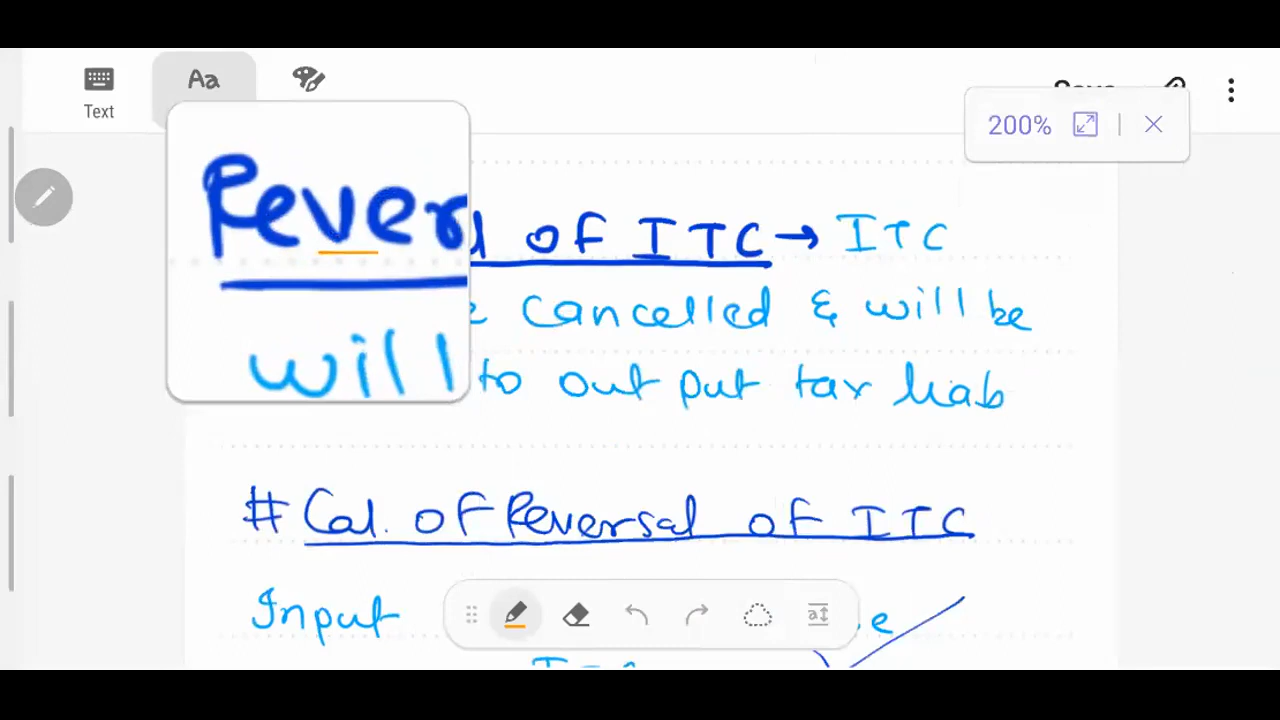 Text Aa Save
200%
Rever l of ITC → ITC
will e cancelled & will be
to out put tax liab
# Cal. of Reversal of ITC
Input e